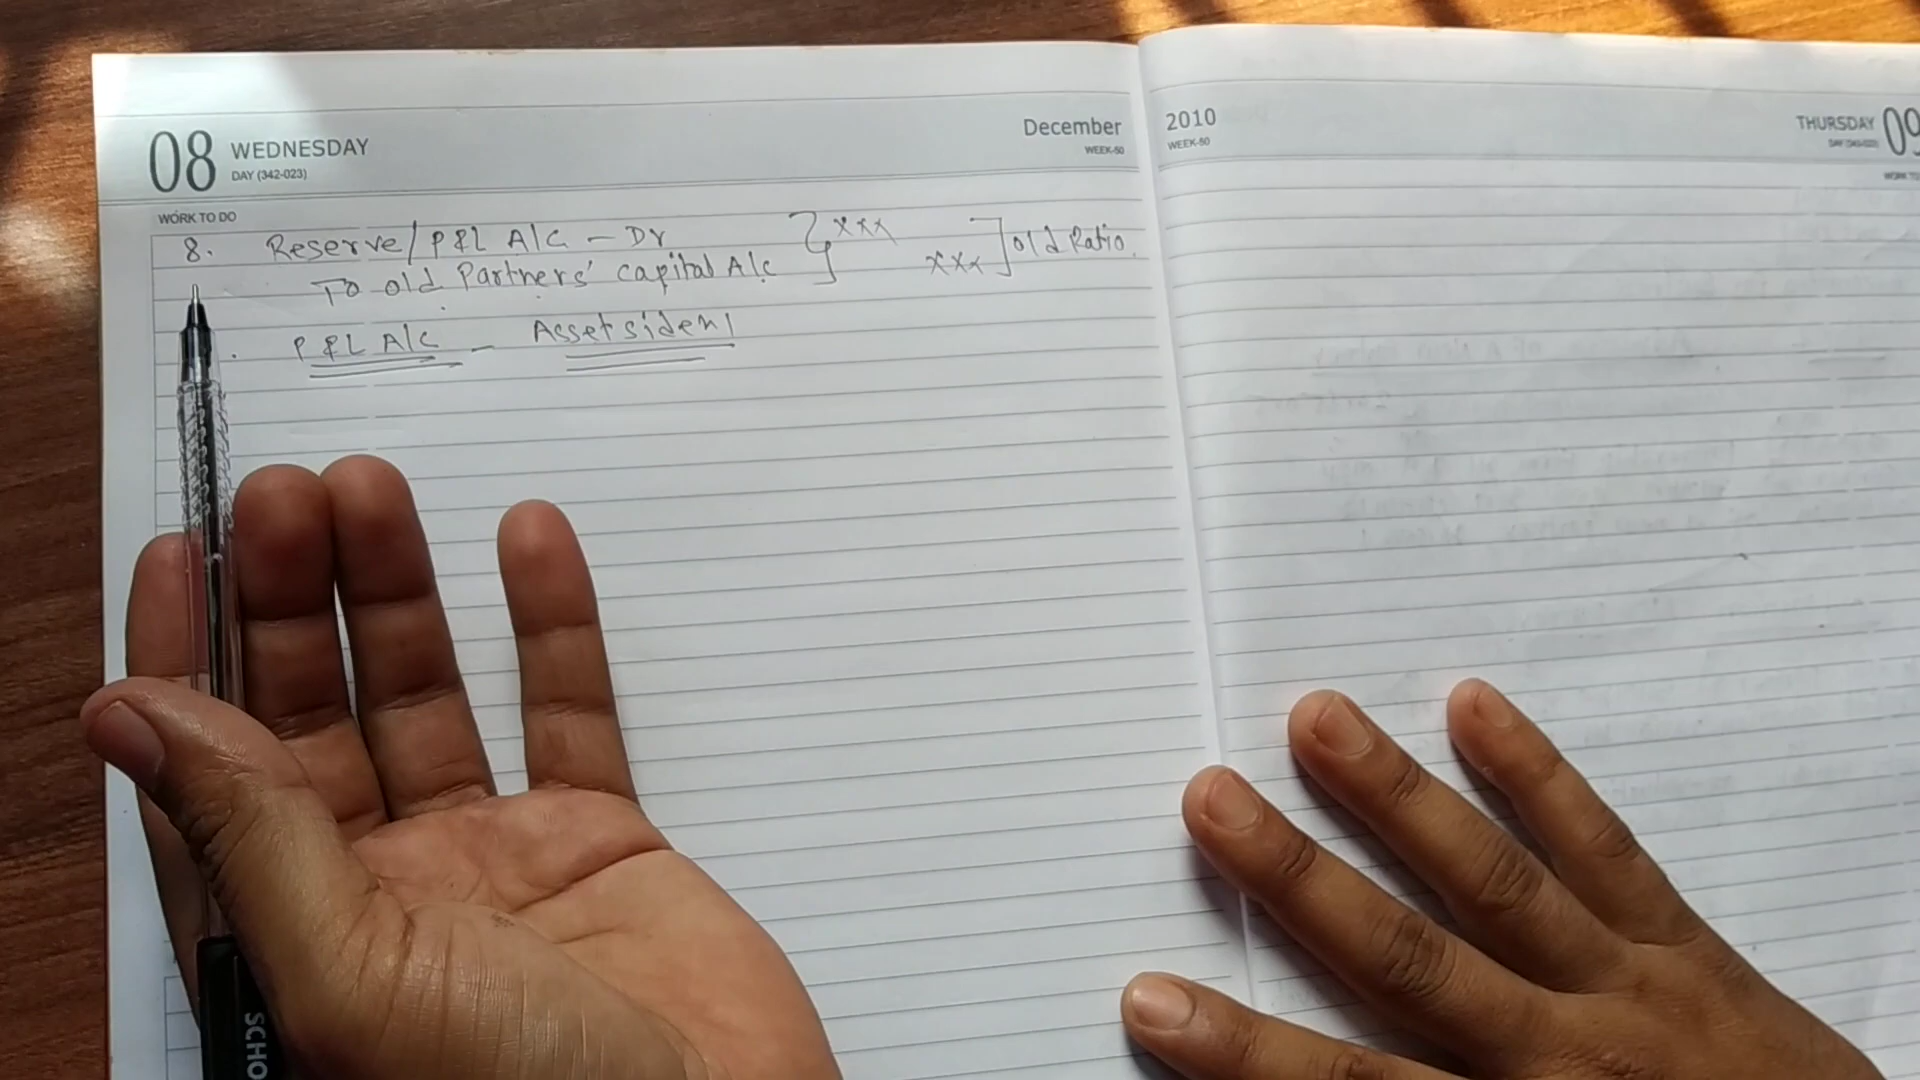 08 WEDNESDAY
DAY (342-023)
December
WEEK-50
2010
WEEK-50
THURSDAY 09
WORK TO DO
8. Reserve/P&L A/c - Dr xxx
To old Partners' capital A/c xxx old Ratio.
P&L A/c - Asset side
SCHO